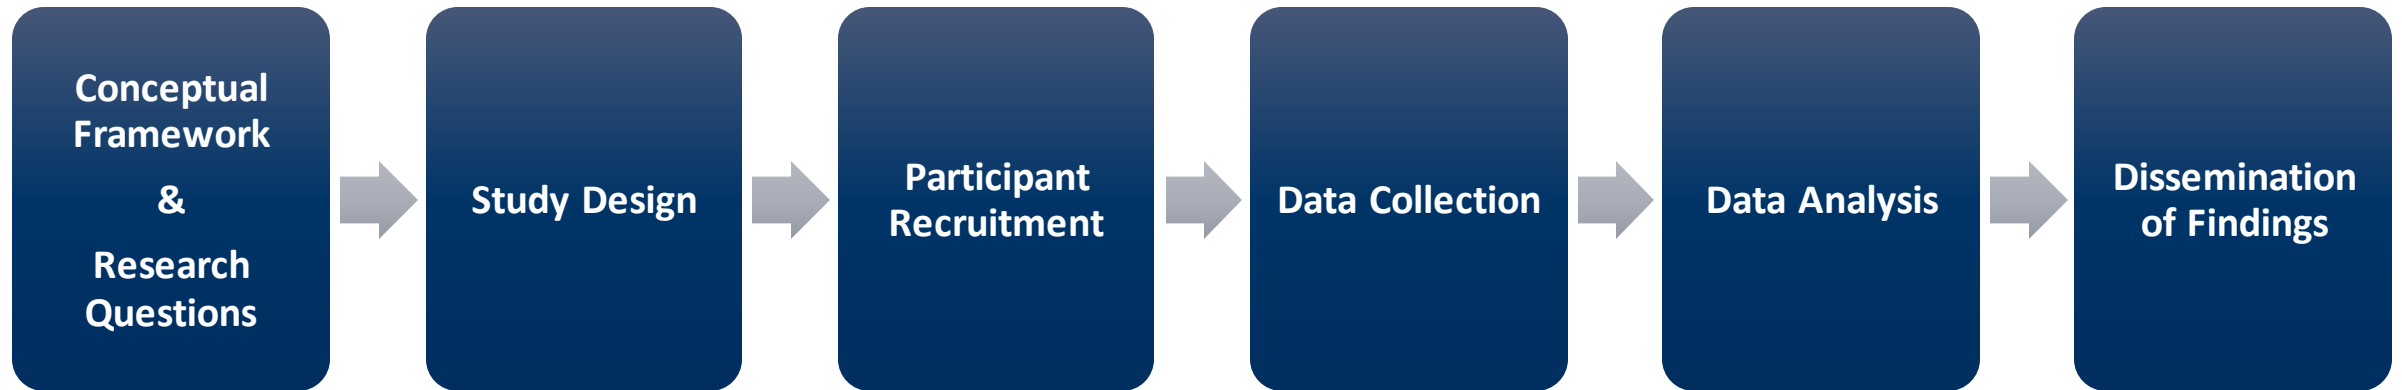 Conceptual
Framework
&
Research
Questions
Study Design
Participant
Recruitment
Data Collection
Data Analysis
Dissemination
of Findings